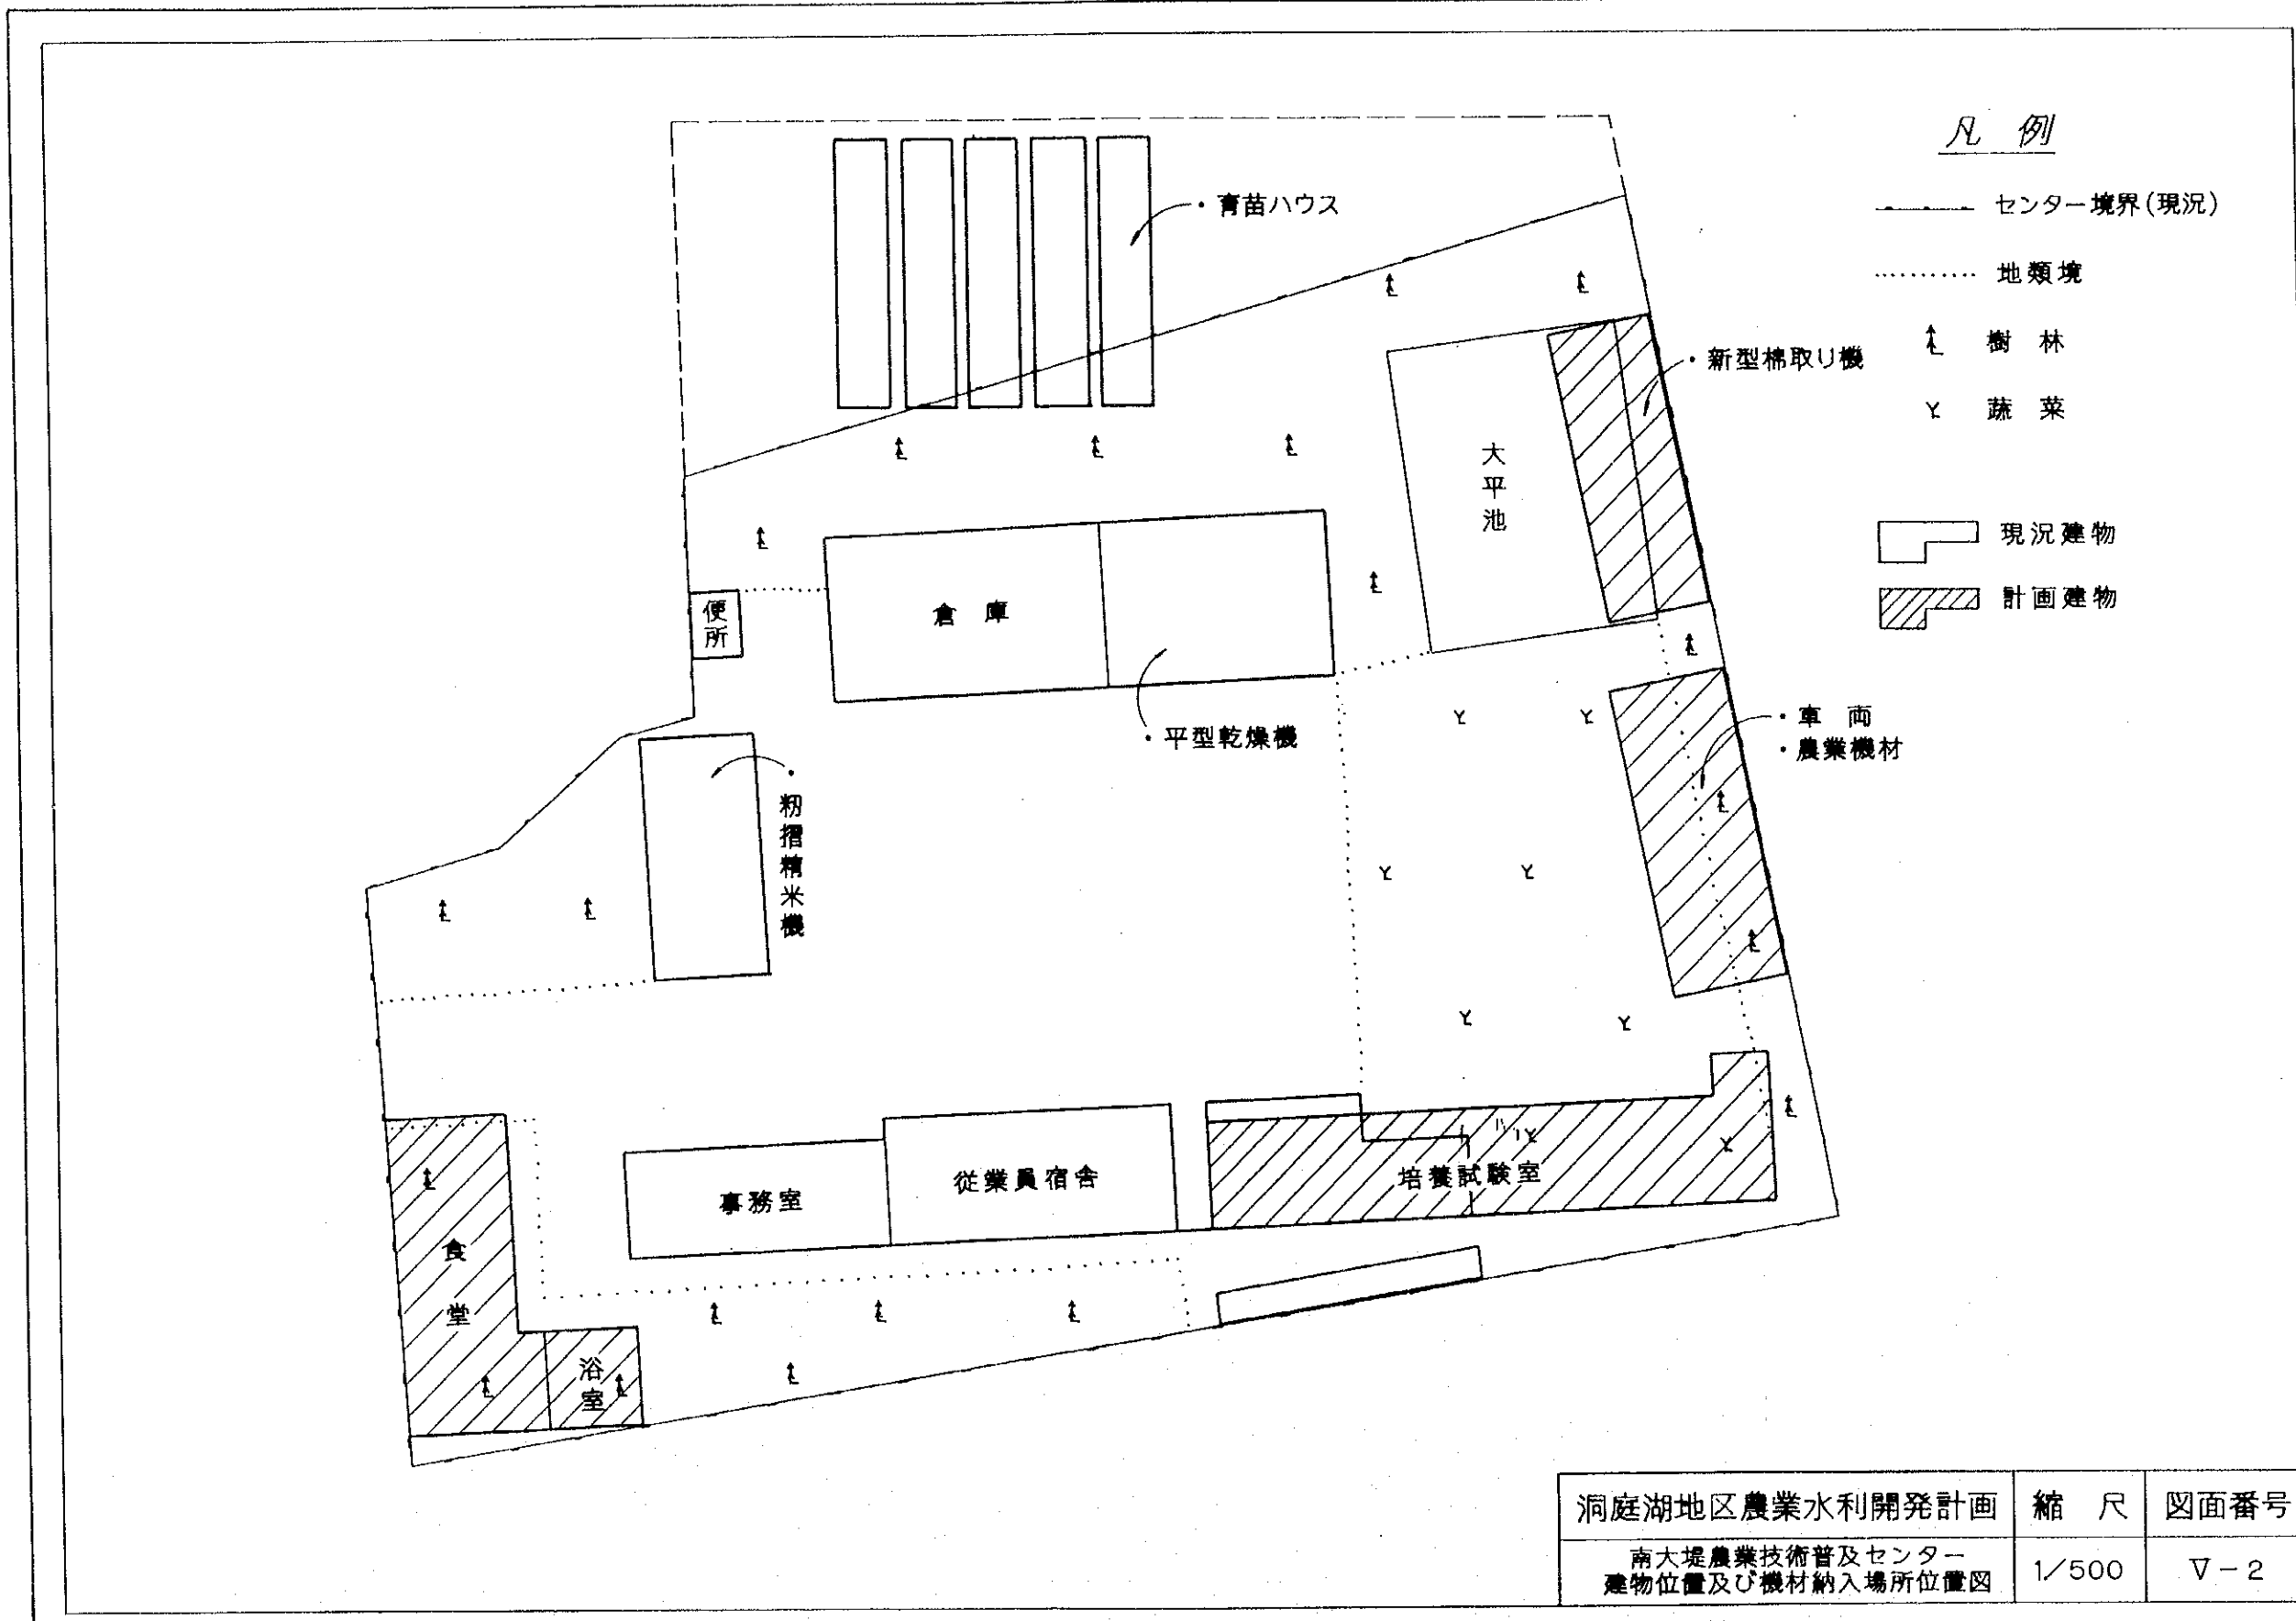 凡 例
センター境界(現況)
地類境
樹 林
蔬 菜
現況建物
計画建物
・育苗ハウス
・新型棉取り機
大平池
便所
倉 庫
・平型乾燥機
・車 両
・農業機材
・籾摺精米機
事務室
従業員宿舎
培養試験室
食堂
浴室
洞庭湖地区農業水利開発計画
縮 尺
図面番号
南大堤農業技術普及センター
建物位置及び機材納入場所位置図
1/500
V-2